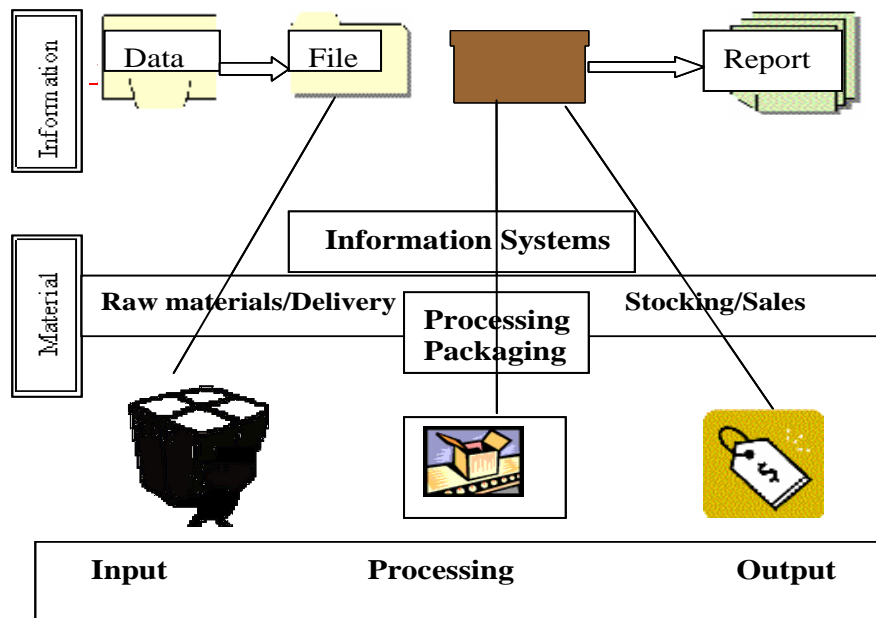 Information
Data
File
Report
Information Systems
Material
Raw materials/Delivery
Stocking/Sales
Processing
Packaging
$
Input
Processing
Output